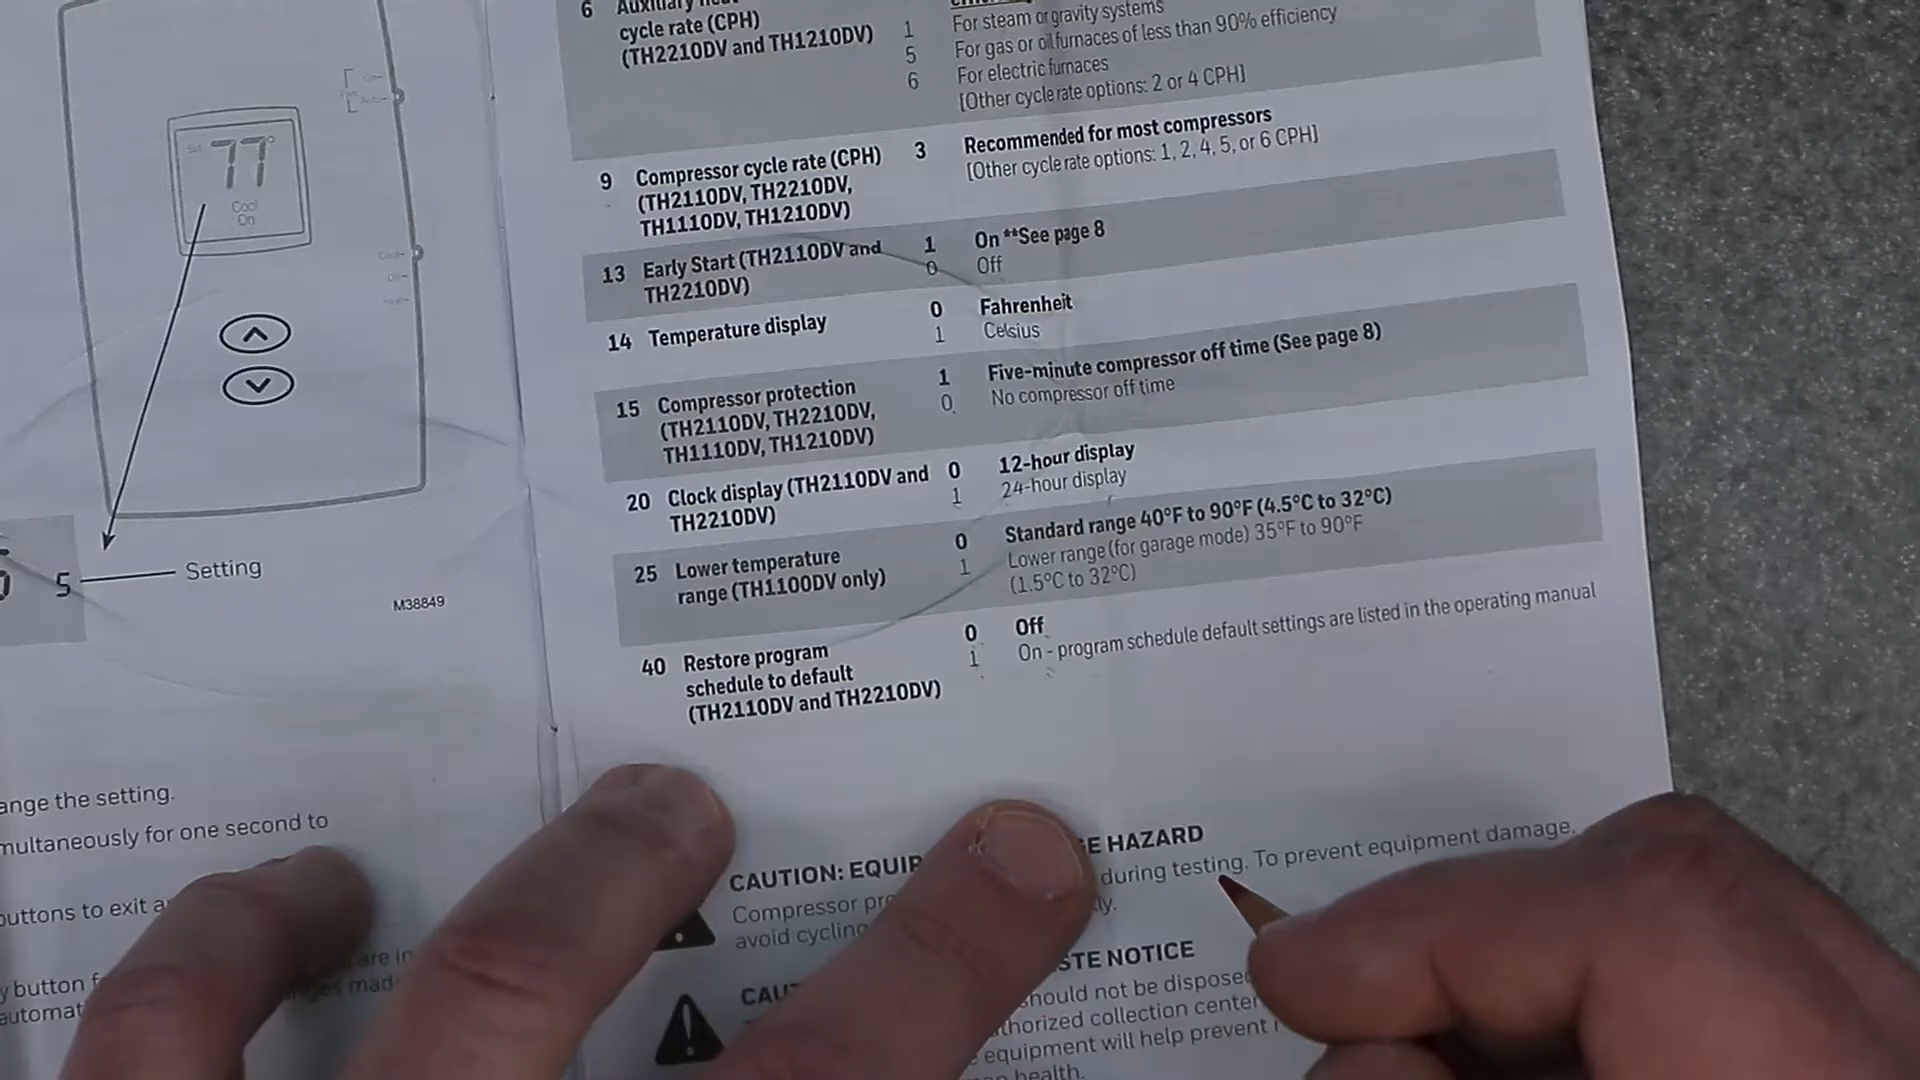 77°
Cool
On
5
Setting
M38849
ange the setting.
multaneously for one second to
outtons to exit a
are in
nges mad
y button f
automat
6 Auxiliary heat
cycle rate (CPH)
(TH2210DV and TH1210DV)
1 For steam or gravity systems
5 For gas or oil furnaces of less than 90% efficiency
6 For electric furnaces
[Other cycle rate options: 2 or 4 CPH]
9 Compressor cycle rate (CPH) 3 Recommended for most compressors
(TH2110DV, TH2210DV, [Other cycle rate options: 1, 2, 4, 5, or 6 CPH]
TH1110DV, TH1210DV)
13 Early Start (TH2110DV and 1 On **See page 8
TH2210DV) 0 Off
14 Temperature display 0 Fahrenheit
1 Celsius
15 Compressor protection 1 Five-minute compressor off time (See page 8)
(TH2110DV, TH2210DV, 0 No compressor off time
TH1110DV, TH1210DV)
20 Clock display (TH2110DV and 0 12-hour display
TH2210DV) 1 24-hour display
25 Lower temperature 0 Standard range 40°F to 90°F (4.5°C to 32°C)
range (TH1100DV only) 1 Lower range (for garage mode) 35°F to 90°F
(1.5°C to 32°C)
40 Restore program 0 Off
schedule to default 1 On - program schedule default settings are listed in the operating manual
(TH2110DV and TH2210DV)
CAUTION: EQUIP E HAZARD
Compressor pr during testing. To prevent equipment damage,
avoid cycling ly.
CAUT STE NOTICE
should not be dispose
thorized collection center
equipment will help prevent
health.